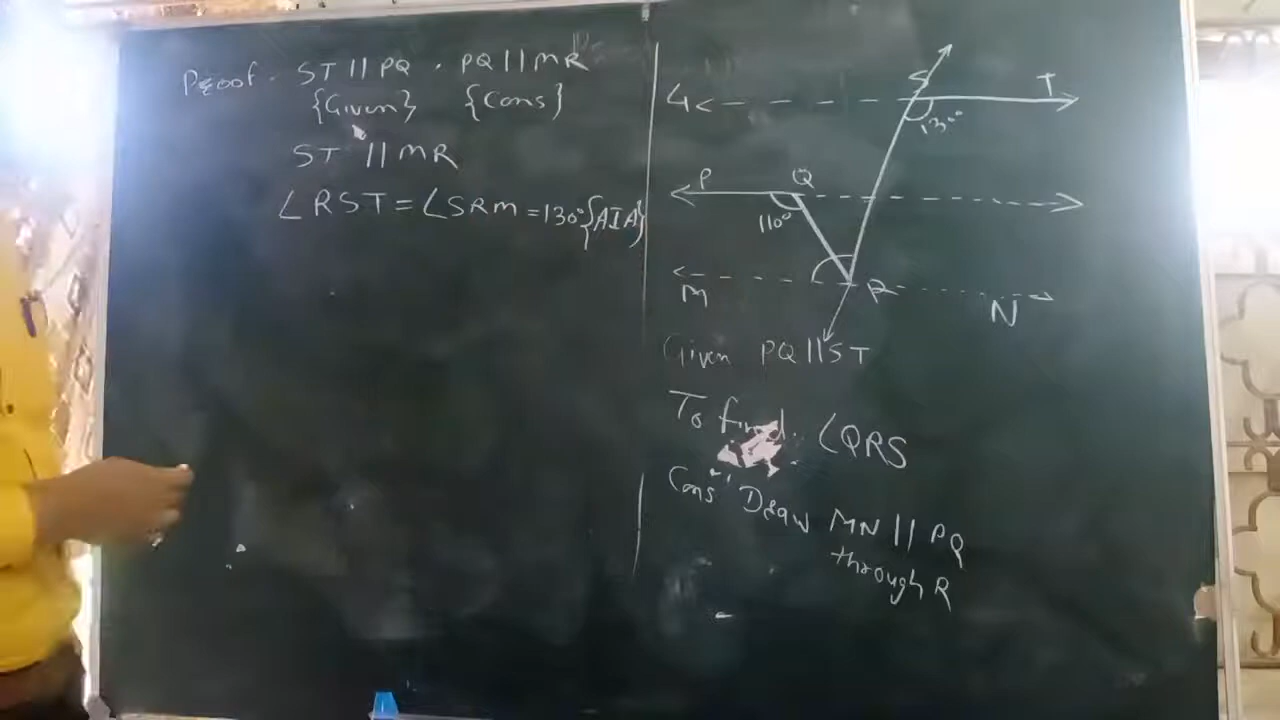 Proof. ST || PQ . PQ || MR
{Given} {Cons}
ST || MR
∠RST = ∠SRM = 130° {AIA}
S T
130°
P Q
110°
M R N
Given PQ || ST
To find. ∠QRS
Cons" Draw MN || PQ
through R